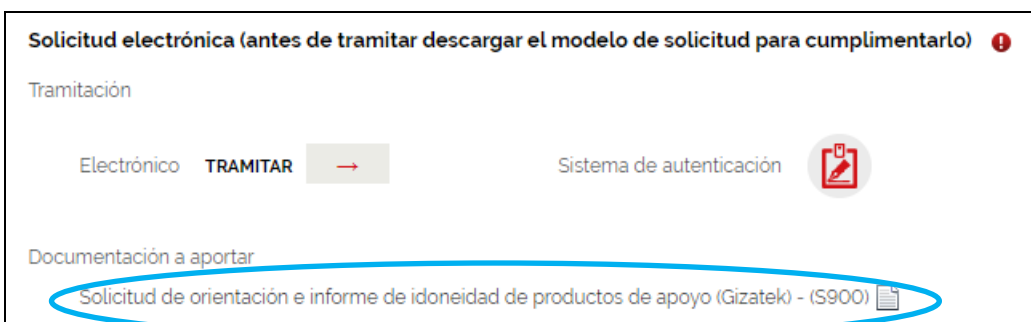 Solicitud electrónica (antes de tramitar descargar el modelo de solicitud para cumplimentarlo)
Tramitación
Electrónico TRAMITAR → Sistema de autenticación
Documentación a aportar
Solicitud de orientación e informe de idoneidad de productos de apoyo (Gizatek) - (S900)